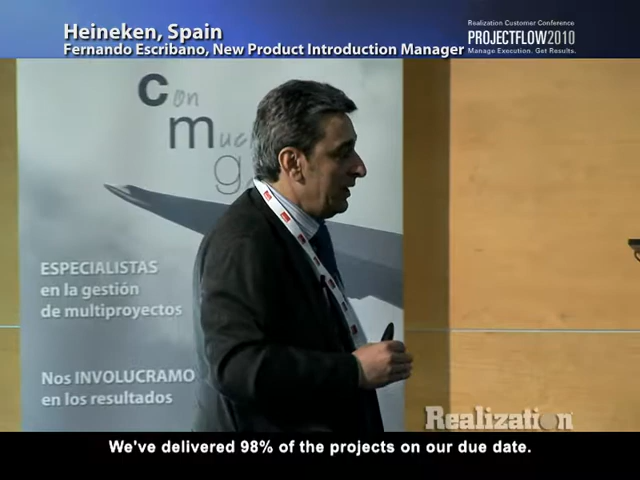 Heineken, Spain
Fernando Escribano, New Product Introduction Manager
Realization Customer Conference
PROJECTFLOW2010
Manage Execution. Get Results.
Con
Much
g
ESPECIALISTAS
en la gestión
de multiproyectos
Nos INVOLUCRAMO
en los resultados
Realization
We've delivered 98% of the projects on our due date.